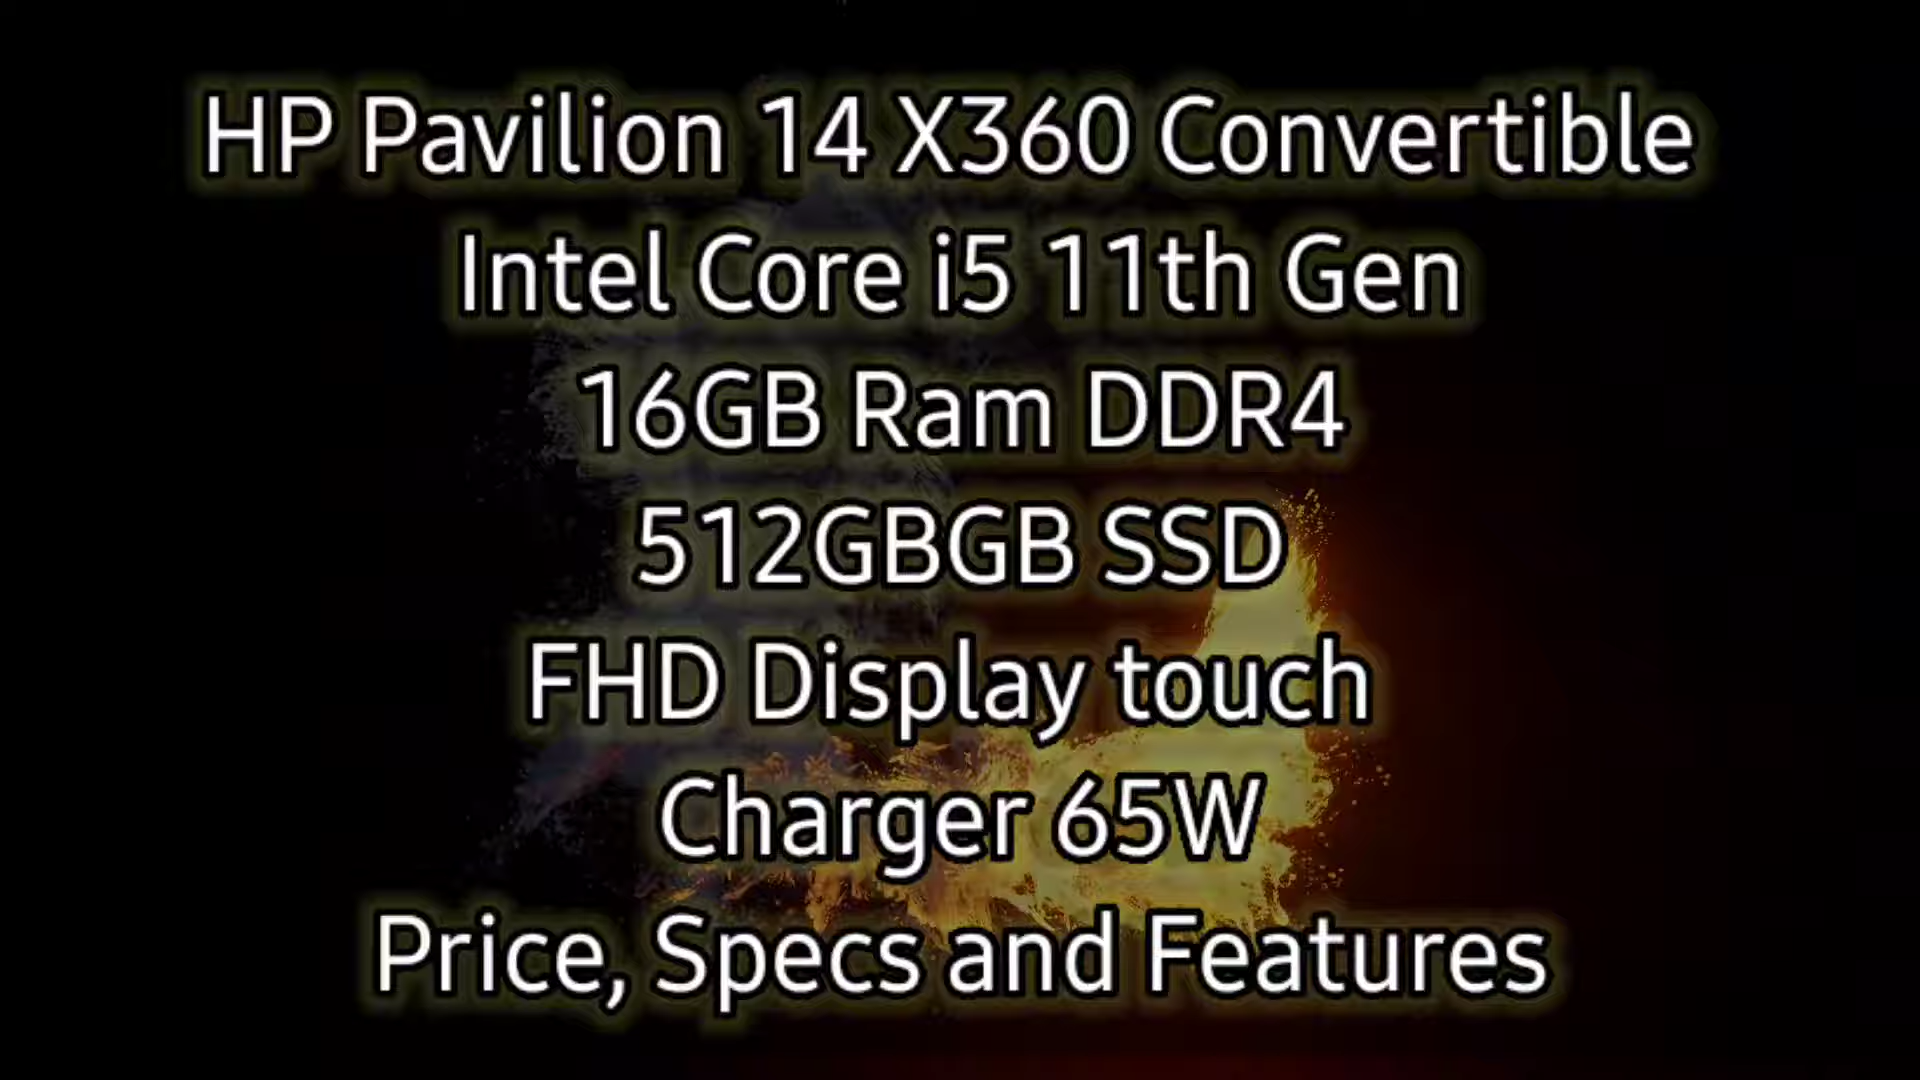 HP Pavilion 14 X360 Convertible
Intel Core i5 11th Gen
16GB Ram DDR4
512GBGB SSD
FHD Display touch
Charger 65W
Price, Specs and Features